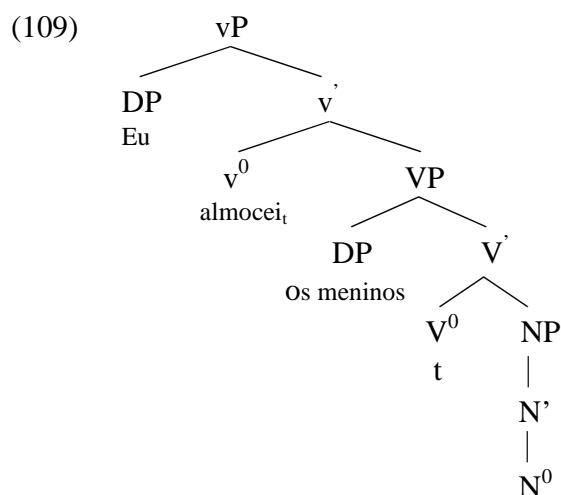 (109) vP
DP v’
Eu
v⁰ VP
almoceiₜ
DP V’
os meninos
V⁰ NP
t
N’
N⁰